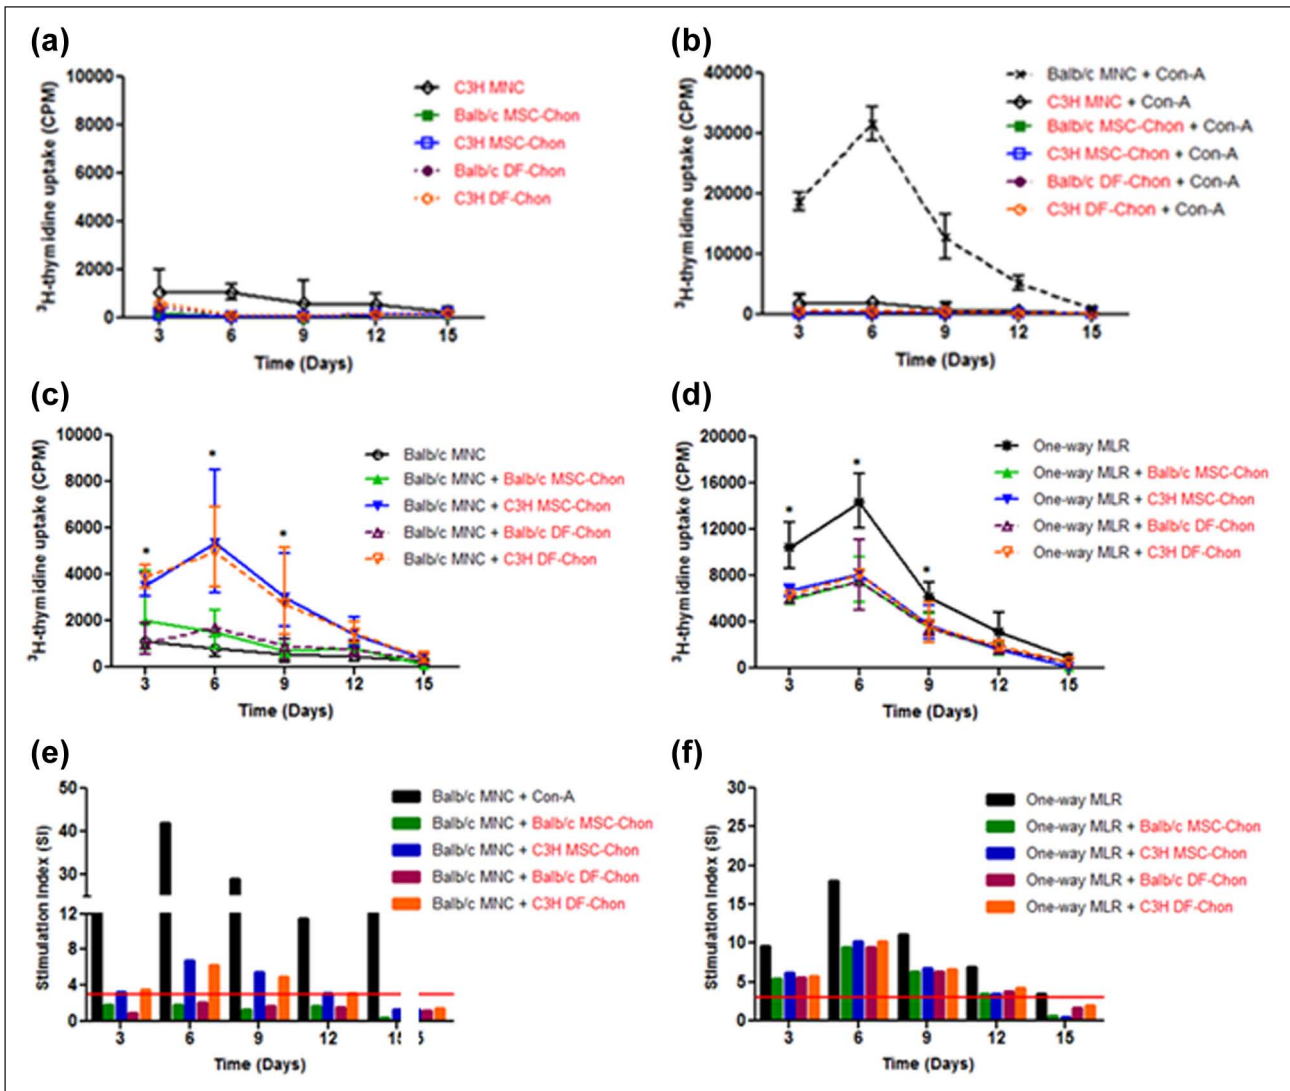 (a)
³H-thymidine uptake (CPM)
10000
8000
6000
4000
2000
0
3 6 9 12 15
Time (Days)
C3H MNC
Balb/c MSC-Chon
C3H MSC-Chon
Balb/c DF-Chon
C3H DF-Chon
(b)
³H-thymidine uptake (CPM)
40000
30000
20000
10000
0
3 6 9 12 15
Time (Days)
Balb/c MNC + Con-A
C3H MNC + Con-A
Balb/c MSC-Chon + Con-A
C3H MSC-Chon + Con-A
Balb/c DF-Chon + Con-A
C3H DF-Chon + Con-A
(c)
³H-thymidine uptake (CPM)
10000
8000
6000
4000
2000
0
* * *
3 6 9 12 15
Time (Days)
Balb/c MNC
Balb/c MNC + Balb/c MSC-Chon
Balb/c MNC + C3H MSC-Chon
Balb/c MNC + Balb/c DF-Chon
Balb/c MNC + C3H DF-Chon
(d)
³H-thymidine uptake (CPM)
20000
16000
12000
8000
4000
0
* * *
3 6 9 12 15
Time (Days)
One-way MLR
One-way MLR + Balb/c MSC-Chon
One-way MLR + C3H MSC-Chon
One-way MLR + Balb/c DF-Chon
One-way MLR + C3H DF-Chon
(e)
Stimulation Index (SI)
50
40
30
12
8
4
0
3 6 9 12 15
Time (Days)
Balb/c MNC + Con-A
Balb/c MNC + Balb/c MSC-Chon
Balb/c MNC + C3H MSC-Chon
Balb/c MNC + Balb/c DF-Chon
Balb/c MNC + C3H DF-Chon
(f)
Stimulation Index (SI)
30
25
20
15
10
5
0
3 6 9 12 15
Time (Days)
One-way MLR
One-way MLR + Balb/c MSC-Chon
One-way MLR + C3H MSC-Chon
One-way MLR + Balb/c DF-Chon
One-way MLR + C3H DF-Chon